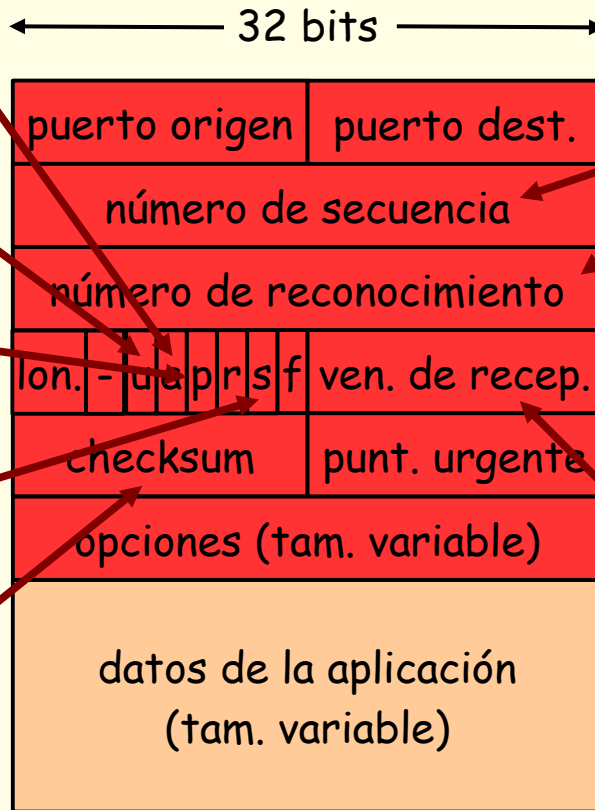 32 bits
puerto origen puerto dest.
número de secuencia
número de reconocimiento
lon. - u a p r s f ven. de recep.
checksum punt. urgente
opciones (tam. variable)
datos de la aplicación
(tam. variable)